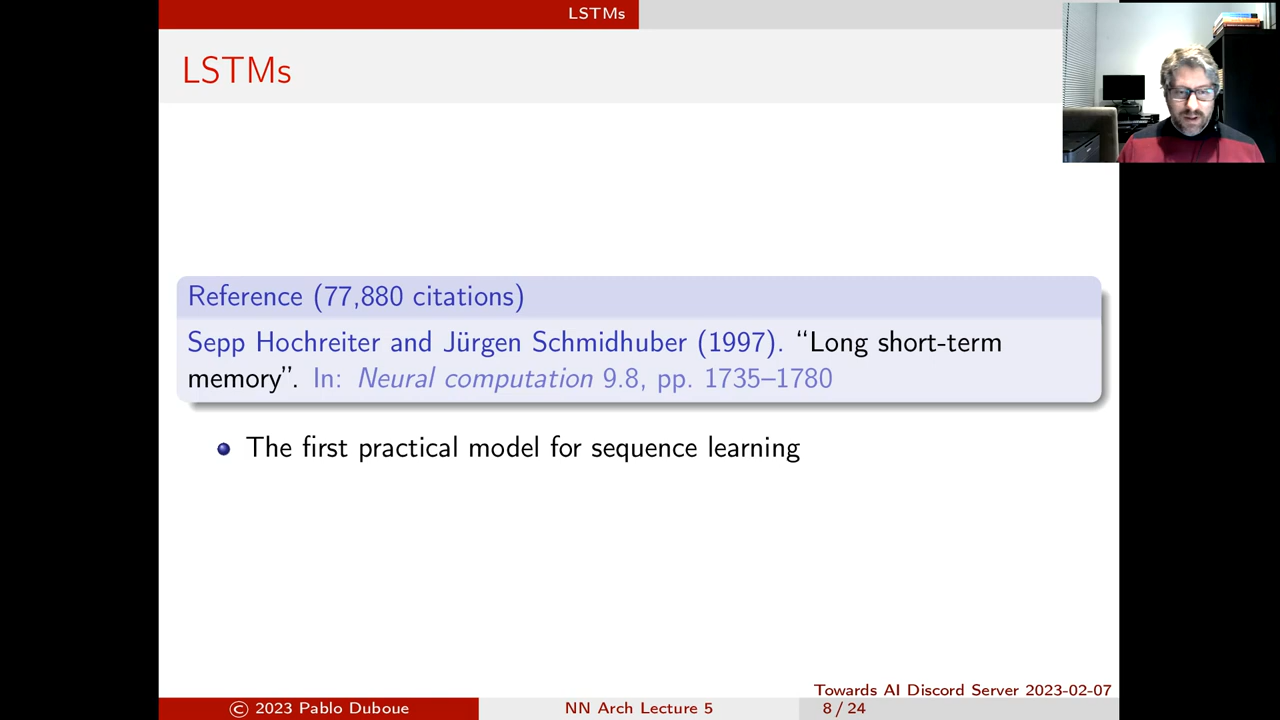 LSTMs
LSTMs
Reference (77,880 citations)
Sepp Hochreiter and Jürgen Schmidhuber (1997). “Long short-term
memory”. In: Neural computation 9.8, pp. 1735–1780
The first practical model for sequence learning
Towards AI Discord Server 2023-02-07
© 2023 Pablo Duboue
NN Arch Lecture 5
8 / 24